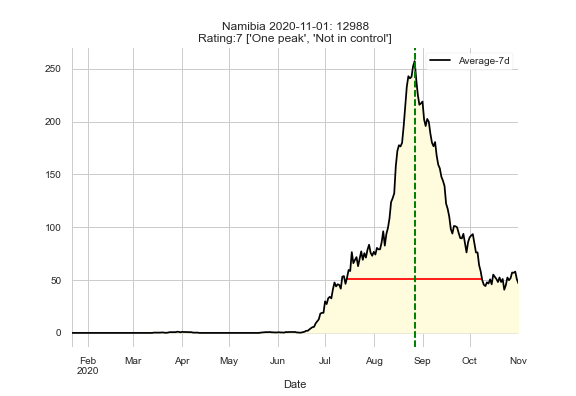 Namibia 2020-11-01: 12988
Rating:7 ['One peak', 'Not in control']
Average-7d
250
200
150
100
50
0
Feb Mar Apr May Jun Jul Aug Sep Oct Nov
2020
Date